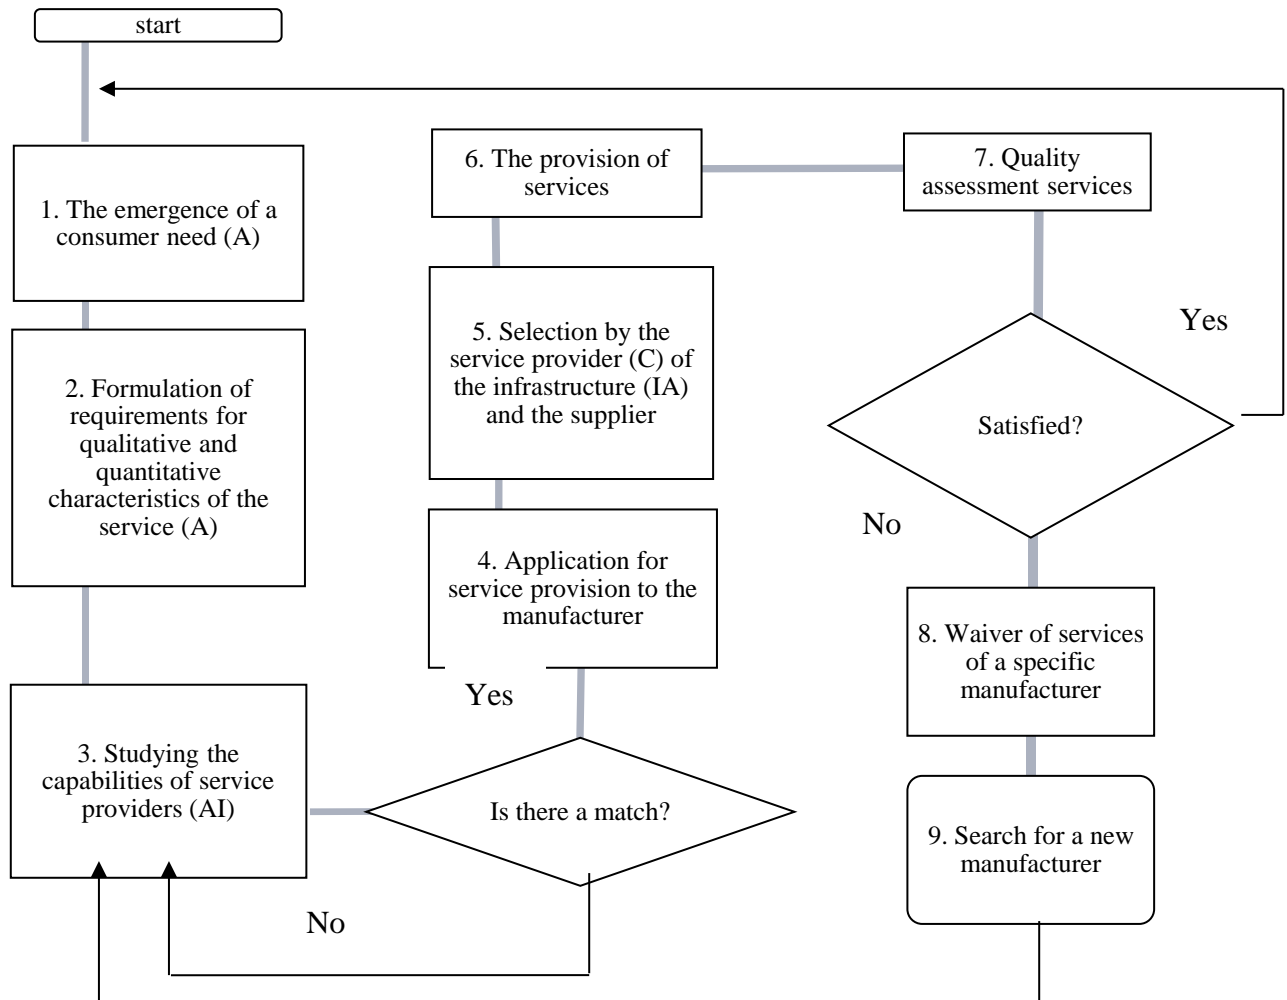 start
1. The emergence of a
consumer need (A)
2. Formulation of
requirements for
qualitative and
quantitative
characteristics of the
service (A)
3. Studying the
capabilities of service
providers (AI)
Is there a match?
No
Yes
4. Application for
service provision to the
manufacturer
5. Selection by the
service provider (C) of
the infrastructure (IA)
and the supplier
6. The provision of
services
7. Quality
assessment services
Satisfied?
Yes
No
8. Waiver of services
of a specific
manufacturer
9. Search for a new
manufacturer